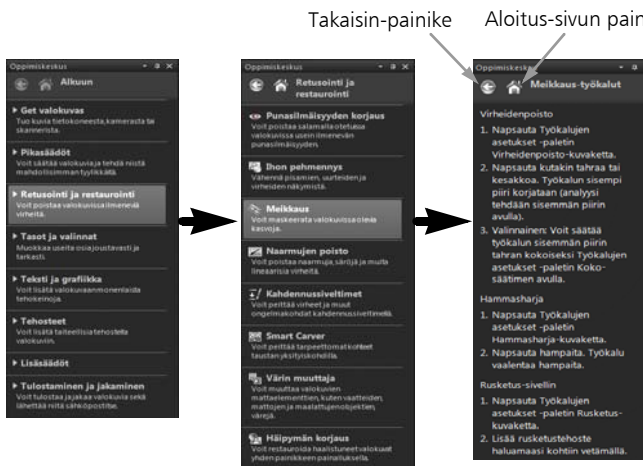 Takaisin-painike
Aloitus-sivun pain
Oppimiskeskus
Alkuun
Get valokuvas
Tuo kuvia tietokoneesta,kamerasta tai
skannerista.
Pikasäädöt
Voit säätää valokuvia ja tehdä niistä
mahdollisimman tyylikkäitä.
Retusointi ja restaurointi
Voit poistaa valokuvissa ilmeneviä
virheitä.
Tasot ja valinnat
Muokkaa useita osia joustavasti ja
tarkasti.
Teksti ja grafiikka
Voit lisätä valokuvaan monenlaisia
tehokeinoja.
Tehosteet
Voit lisätä taiteellisia tehosteita
valokuviin.
Lisäsäädöt
Tulostaminen ja jakaminen
Voit tulostaa ja jakaa valokuvia sekä
lähettää niitä sähköpostitse.
Oppimiskeskus
Retusointi ja
restaurointi
Punasilmäisyyden korjaus
Voit poistaa salamalla otetuissa
valokuvissa usein ilmenevän
punasilmäisyyden.
Ihon pehmennys
Vähennä pisamien, uurteiden ja
virheiden näkymistä.
Meikkaus
Voit maskeerata valokuvissa olevia
kasvoja.
Naarmujen poisto
Voit poistaa naarmuja, säröjä ja muita
lineaarisia virheitä.
Kahdennussiveltimet
Voit peittää virheet ja muut
ongelmakohdat kahdennussiveltimellä.
Smart Carver
Voit peittää tarpeettomat kohteet
taustan yksityiskohdilla.
Värin muuttaja
Voit muuttaa valokuvien
mattaelementtien, kuten vaatteiden,
mattojen ja maalattujen objektien,
värejä.
Häipymän korjaus
Voit restauroida haalistuneet valokuvat
yhden painikkeen painalluksella.
Oppimiskeskus
Meikkaus-työkalut
Virheidenpoisto
1. Napsauta Työkalujen
asetukset -paletin
Virheidenpoisto-kuvaketta.
2. Napsauta kutakin tahraa tai
kesakkoa. Työkalun sisempi
piiri korjataan (analyysi
tehdään sisemmän piirin
avulla).
3. Valinnainen: Voit säätää
työkalun sisemmän piirin
tahran kokoiseksi Työkalujen
asetukset -paletin Koko-
säätimen avulla.
Hammasharja
1. Napsauta Työkalujen
asetukset -paletin
Hammasharja-kuvaketta.
2. Napsauta hampaita. Työkalu
vaalentaa hampaita.
Rusketus-sivellin
1. Napsauta Työkalujen
asetukset -paletin Rusketus-
kuvaketta.
2. Lisää rusketustehoste
haluamaasi kohtiin vetämällä.